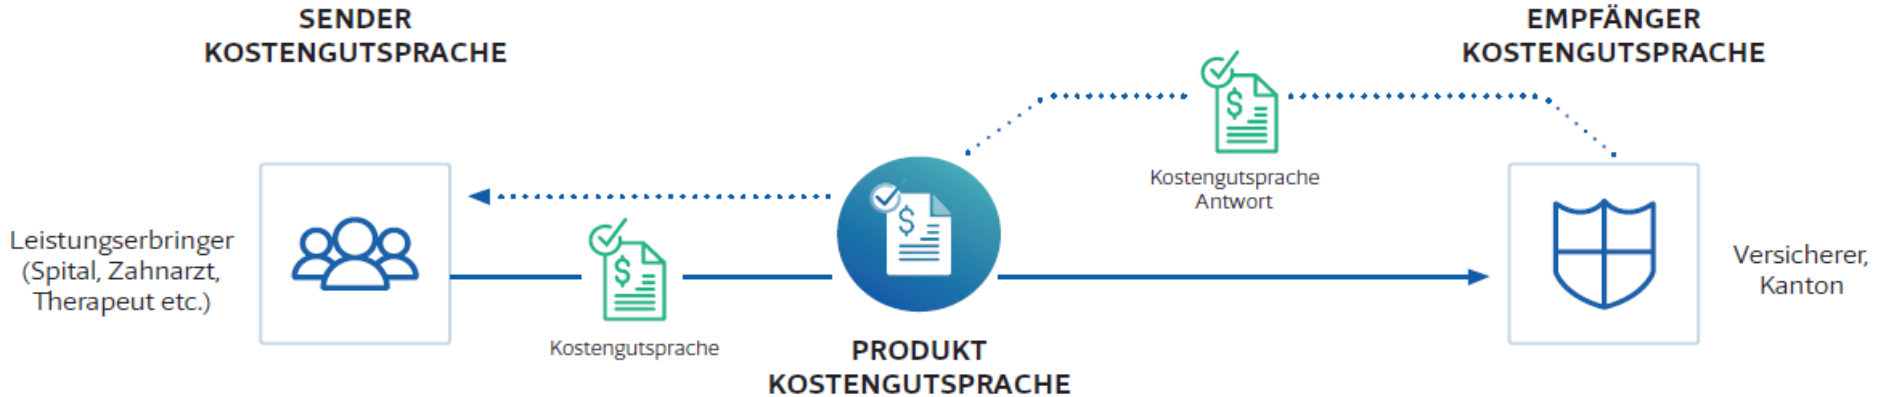 SENDER
KOSTENGUTSPRACHE
EMPFÄNGER
KOSTENGUTSPRACHE
Leistungserbringer
(Spital, Zahnarzt,
Therapeut etc.)
$
Kostengutsprache
$
PRODUKT
KOSTENGUTSPRACHE
$
Kostengutsprache
Antwort
Versicherer,
Kanton